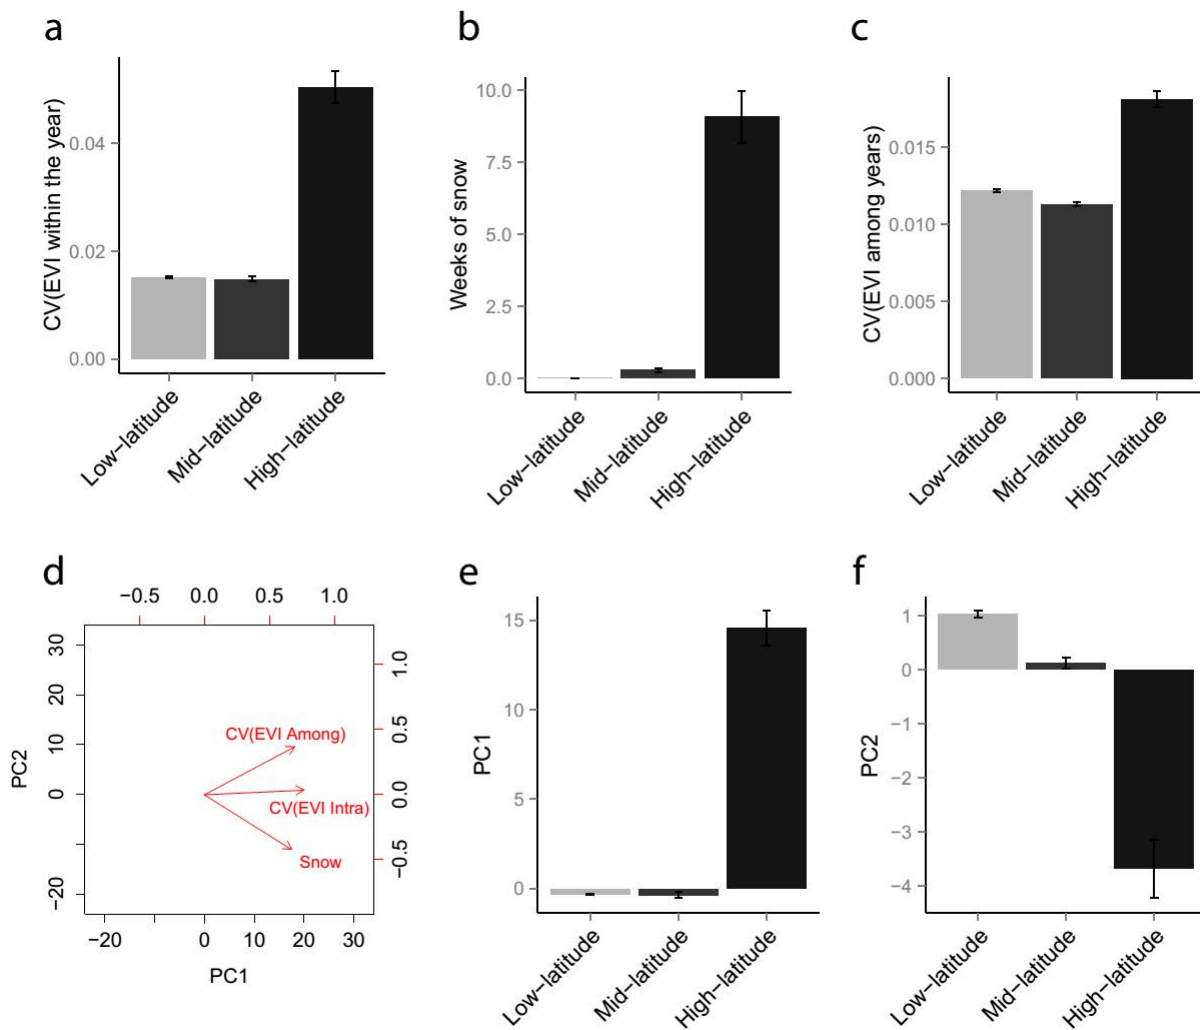 a
CV(EVI within the year)
0.04
0.02
0.00
Low−latitude
Mid−latitude
High−latitude
b
Weeks of snow
10.0
7.5
5.0
2.5
0.0
Low−latitude
Mid−latitude
High−latitude
c
CV(EVI among years)
0.015
0.010
0.005
0.000
Low−latitude
Mid−latitude
High−latitude
d
−0.5 0.0 0.5 1.0
PC2
30
20
10
0
−20
1.0
0.5
0.0
−0.5
CV(EVI Among)
CV(EVI Intra)
Snow
−20 0 10 20 30
PC1
e
PC1
15
10
5
0
Low−latitude
Mid−latitude
High−latitude
f
PC2
1
0
−1
−2
−3
−4
Low−latitude
Mid−latitude
High−latitude